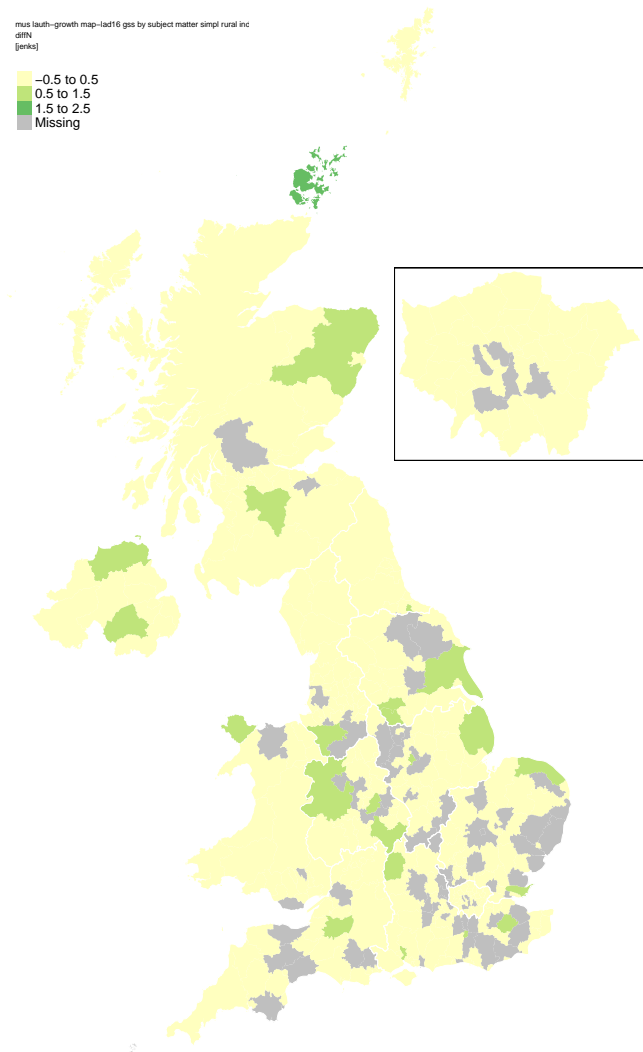 mus lauth−growth map−lad16 gss by subject matter simpl rural inc
diffN
[jenks]
−0.5 to 0.5
0.5 to 1.5
1.5 to 2.5
Missing